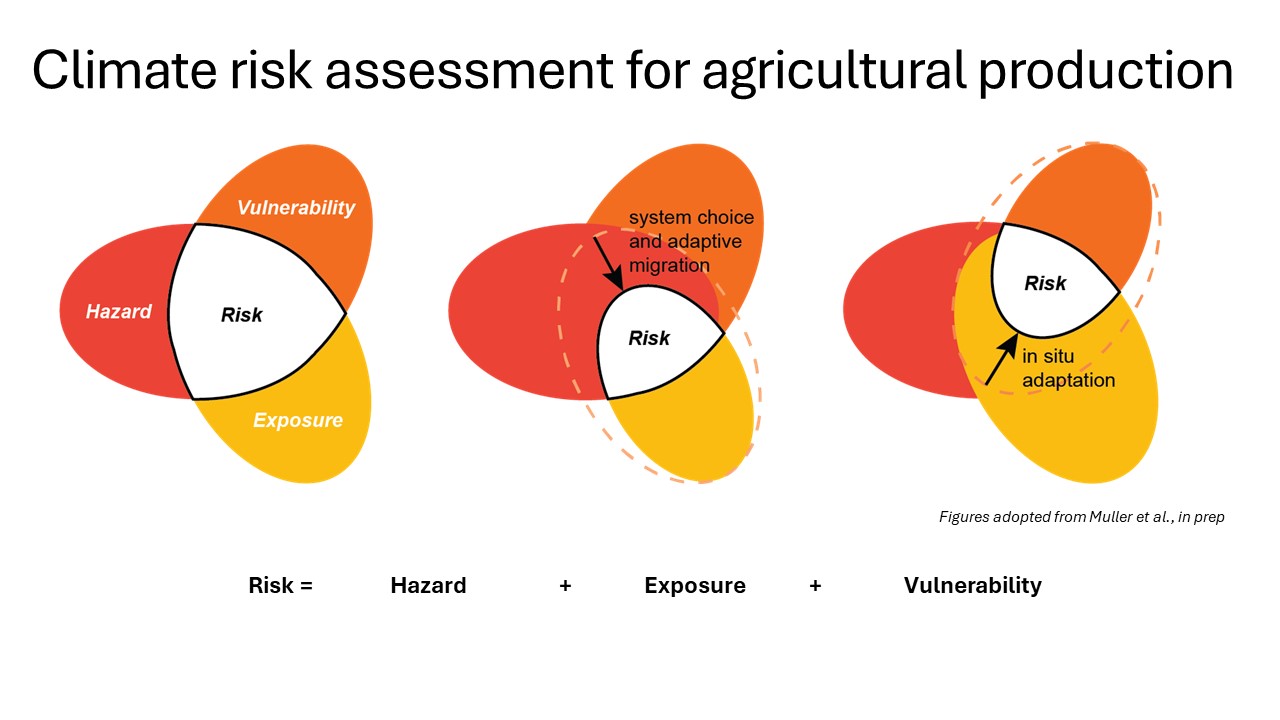 Climate risk assessment for agricultural production
Vulnerability
Hazard
Risk
Exposure
system choice
and adaptive
migration
Risk
Risk
in situ
adaptation
Figures adopted from Muller et al., in prep
Risk = Hazard + Exposure + Vulnerability